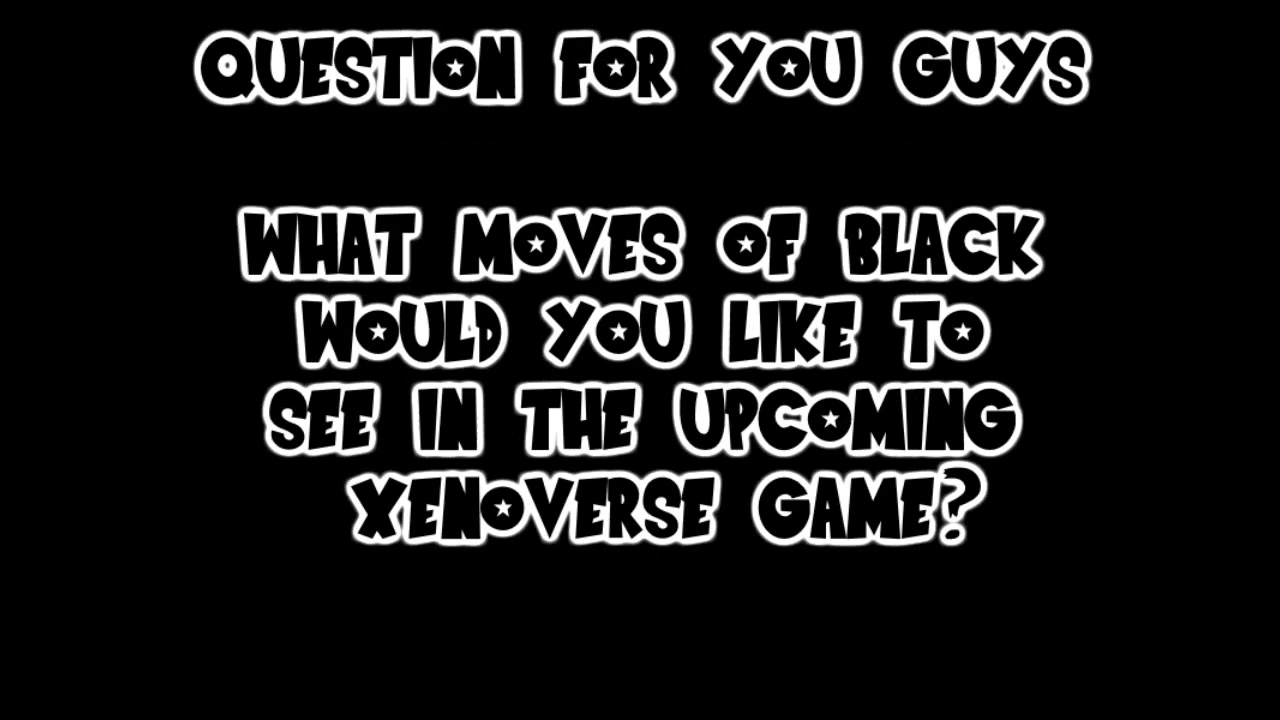 QUESTION FOR YOU GUYS
WHAT MOVES OF BLACK
WOULD YOU LIKE TO
SEE IN THE UPCOMING
XENOVERSE GAME?